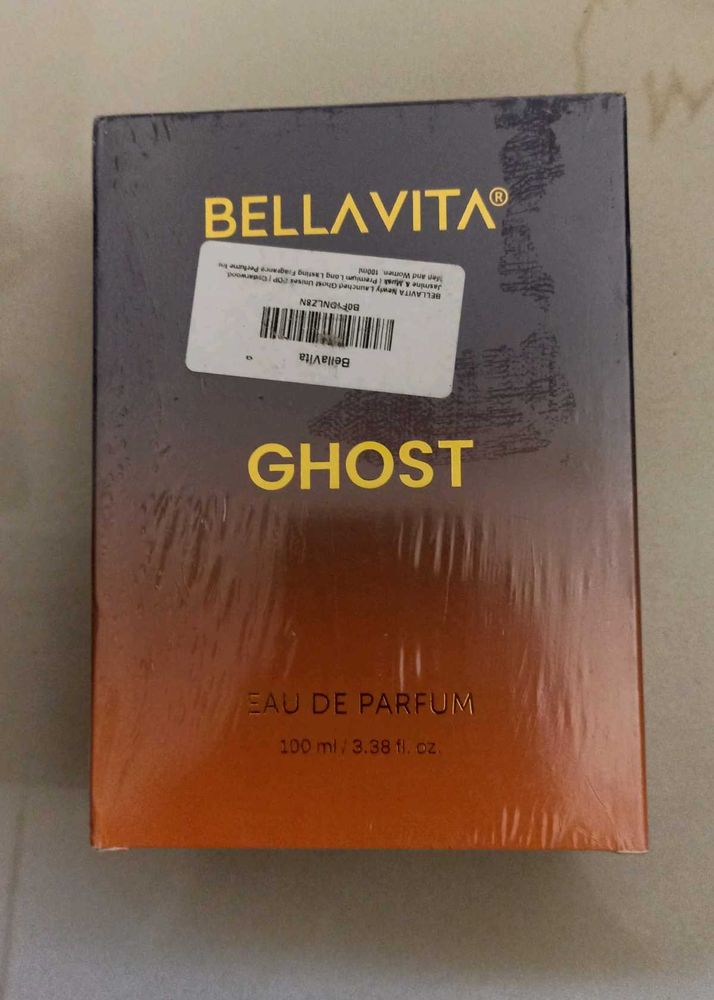 BELLAVITA®
BellaVita
BELLAVITA Newly Launched Ghost Unisex EDP | Cedarwood,
Jasmine & Musk | Premium Long Lasting Fragrance Perfume for
Men and Women, 100ml
GHOST
EAU DE PARFUM
100 ml / 3.38 fl. oz.